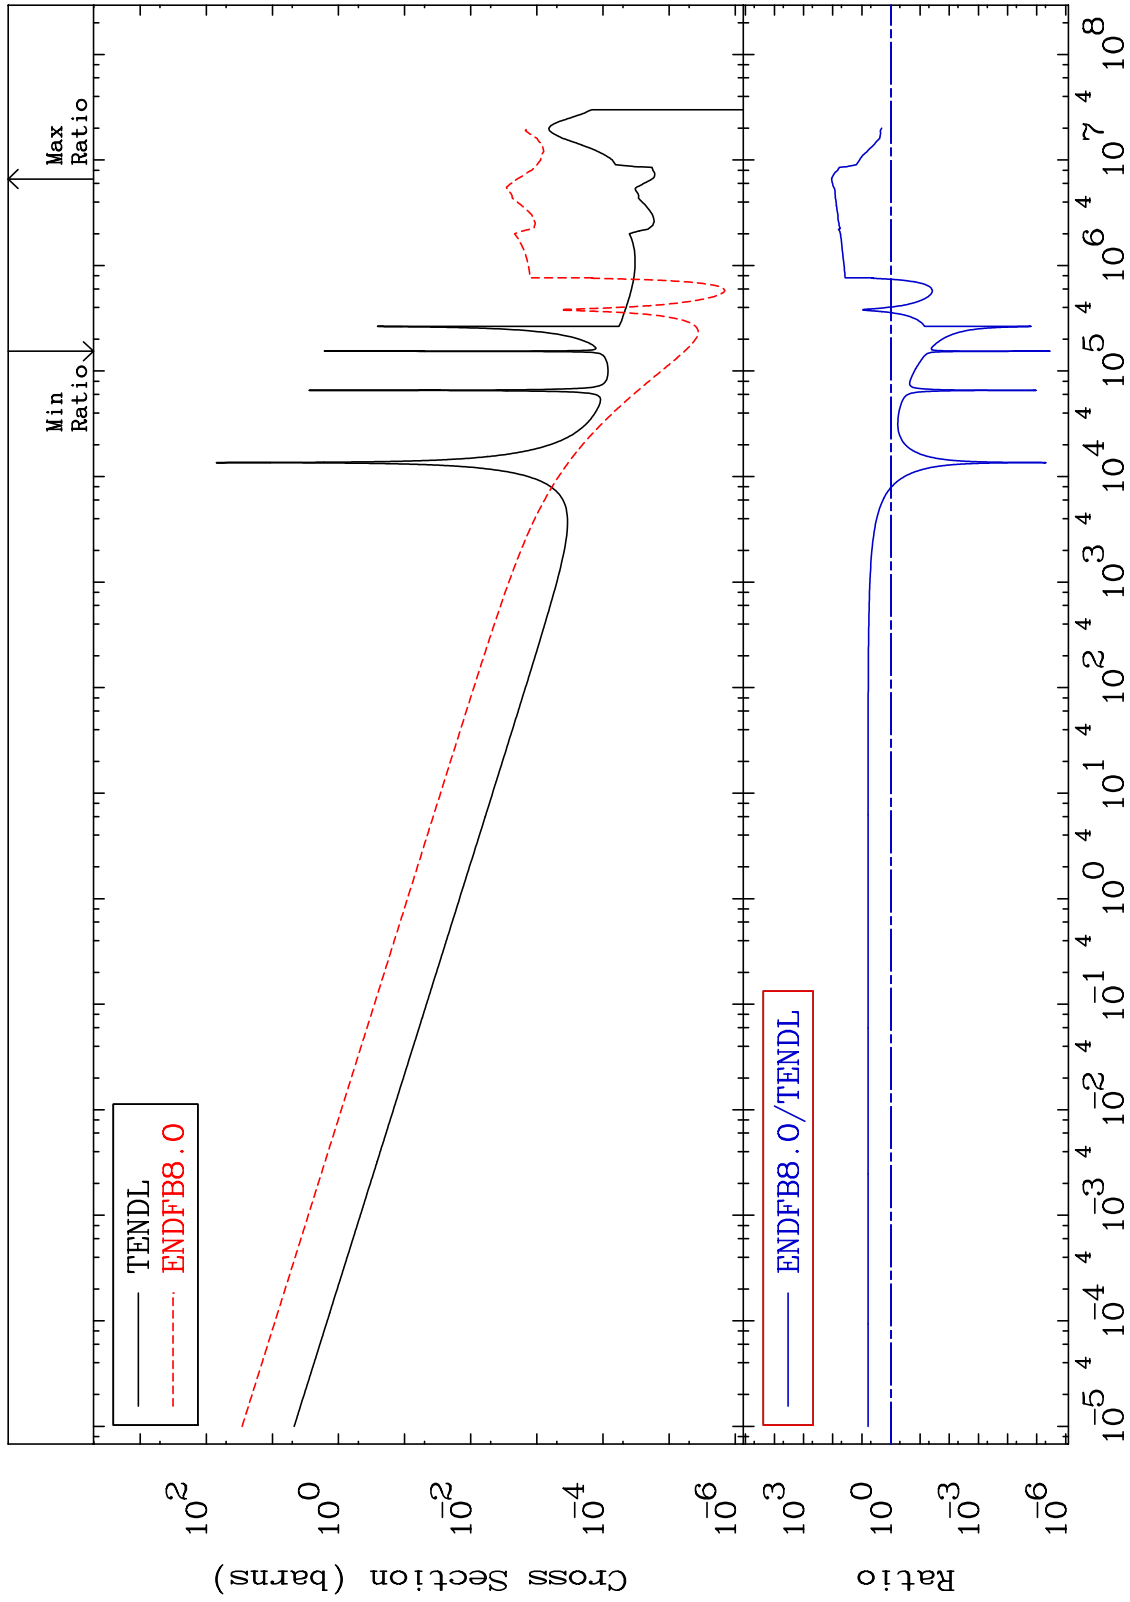 Min
Ratio
Max
Ratio
TENDL
ENDFB8.0
10^2
10^0
10^-2
10^-4
10^-6
Cross Section (barns)
ENDFB8.0/TENDL
10^3
10^0
10^-3
10^-6
Ratio
10^-5 4 10^-4 4 10^-3 4 10^-2 4 10^-1 4 10^0 4 10^1 4 10^2 4 10^3 4 10^4 4 10^5 4 10^6 4 10^7 4 10^8